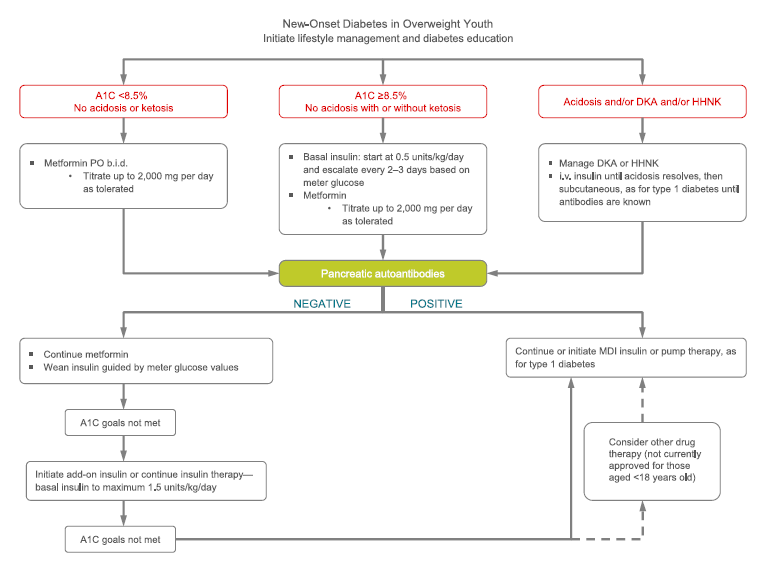 New-Onset Diabetes in Overweight Youth
Initiate lifestyle management and diabetes education
A1C <8.5%
No acidosis or ketosis
A1C ≥8.5%
No acidosis with or without ketosis
Acidosis and/or DKA and/or HHNK
▪ Metformin PO b.i.d.
• Titrate up to 2,000 mg per day
as tolerated
▪ Basal insulin: start at 0.5 units/kg/day
and escalate every 2–3 days based on
meter glucose
▪ Metformin
• Titrate up to 2,000 mg per day
as tolerated
▪ Manage DKA or HHNK
▪ i.v. insulin until acidosis resolves, then
subcutaneous, as for type 1 diabetes until
antibodies are known
Pancreatic autoantibodies
NEGATIVE
POSITIVE
▪ Continue metformin
▪ Wean insulin guided by meter glucose values
Continue or initiate MDI insulin or pump therapy, as
for type 1 diabetes
A1C goals not met
Consider other drug
therapy (not currently
approved for those
aged <18 years old)
Initiate add-on insulin or continue insulin therapy—
basal insulin to maximum 1.5 units/kg/day
A1C goals not met